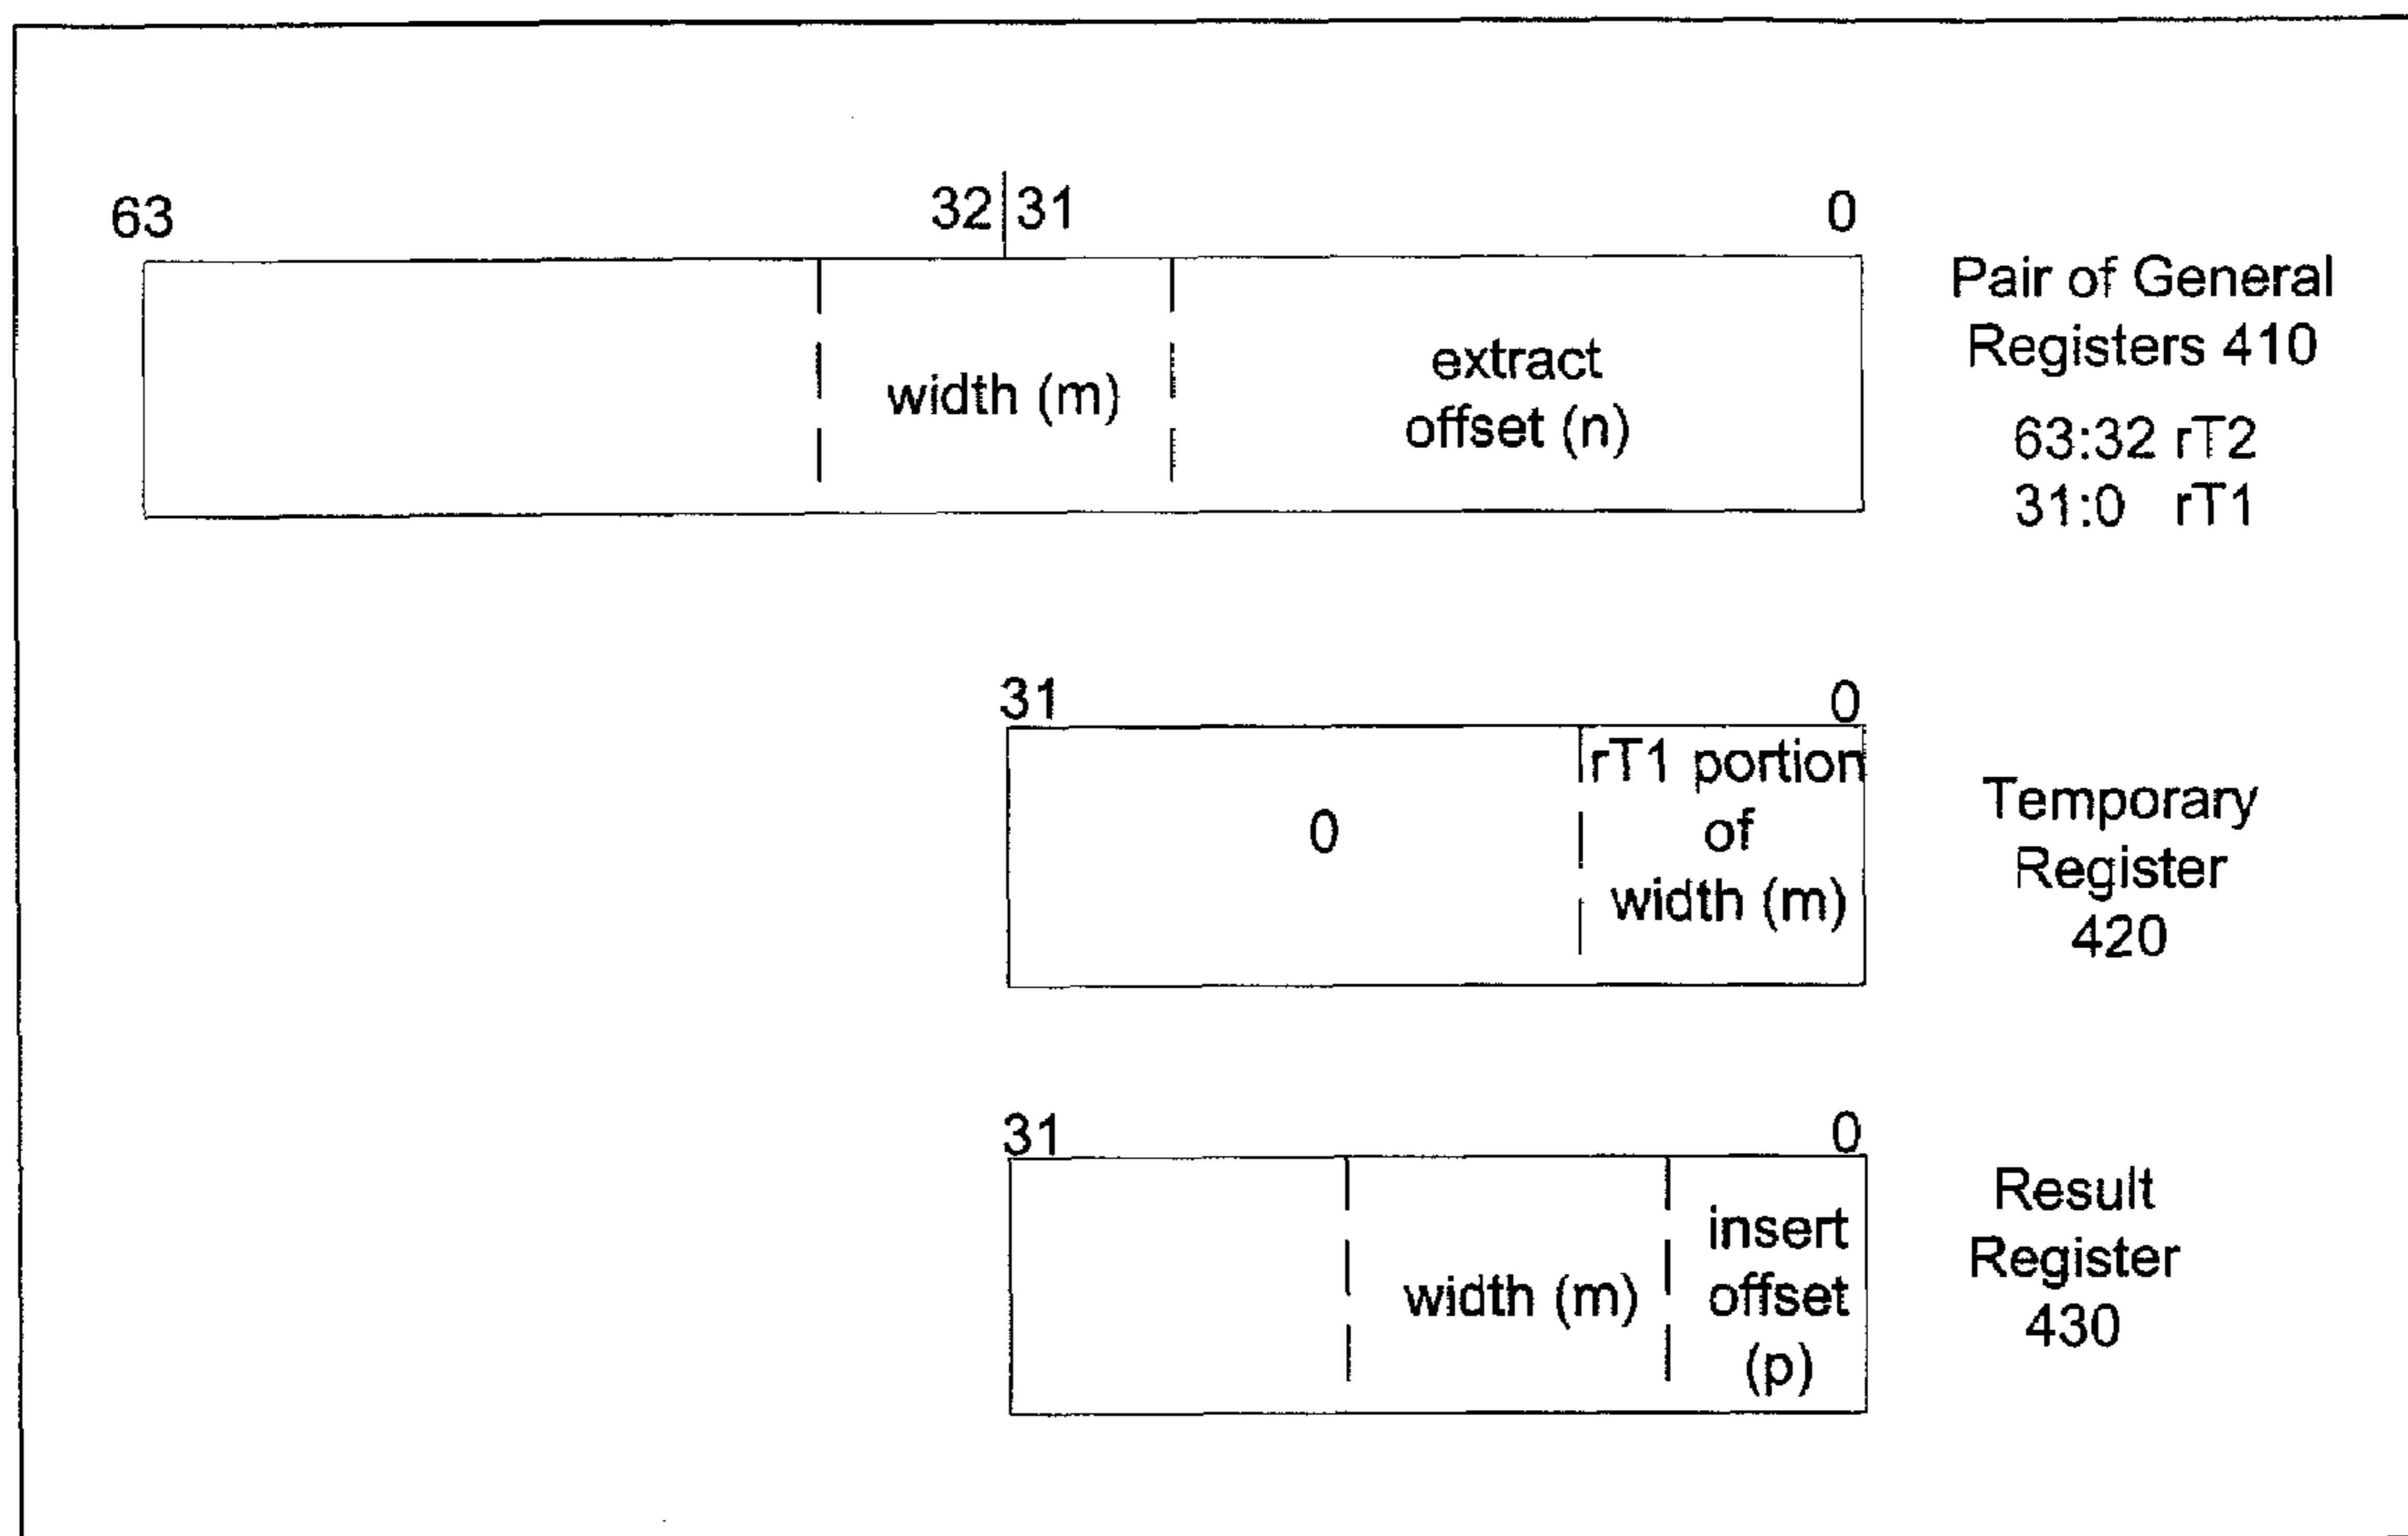 63
32 31
0
width (m)
extract
offset (n)
Pair of General
Registers 410
63:32 rT2
31:0 rT1
31
0
0
rT1 portion
of
width (m)
Temporary
Register
420
31
0
width (m)
insert
offset
(p)
Result
Register
430